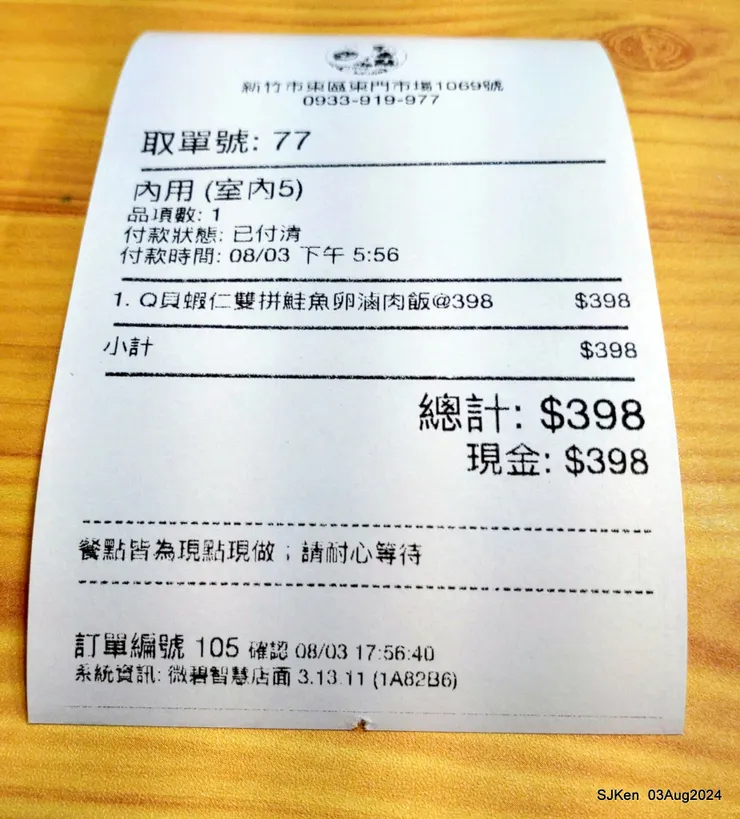 新竹市東區東門市場1069號
0933-919-977
取單號: 77
內用 (室內5)
品項數: 1
付款狀態: 已付清
付款時間: 08/03 下午 5:56
1. Q貝蝦仁雙拼鮭魚卵滷肉飯@398 $398
小計 $398
總計: $398
現金: $398
餐點皆為現點現做；請耐心等待
訂單編號 105 確認 08/03 17:56:40
系統資訊: 微碧智慧店面 3.13.11 (1A82B6)
SJKen 03Aug2024